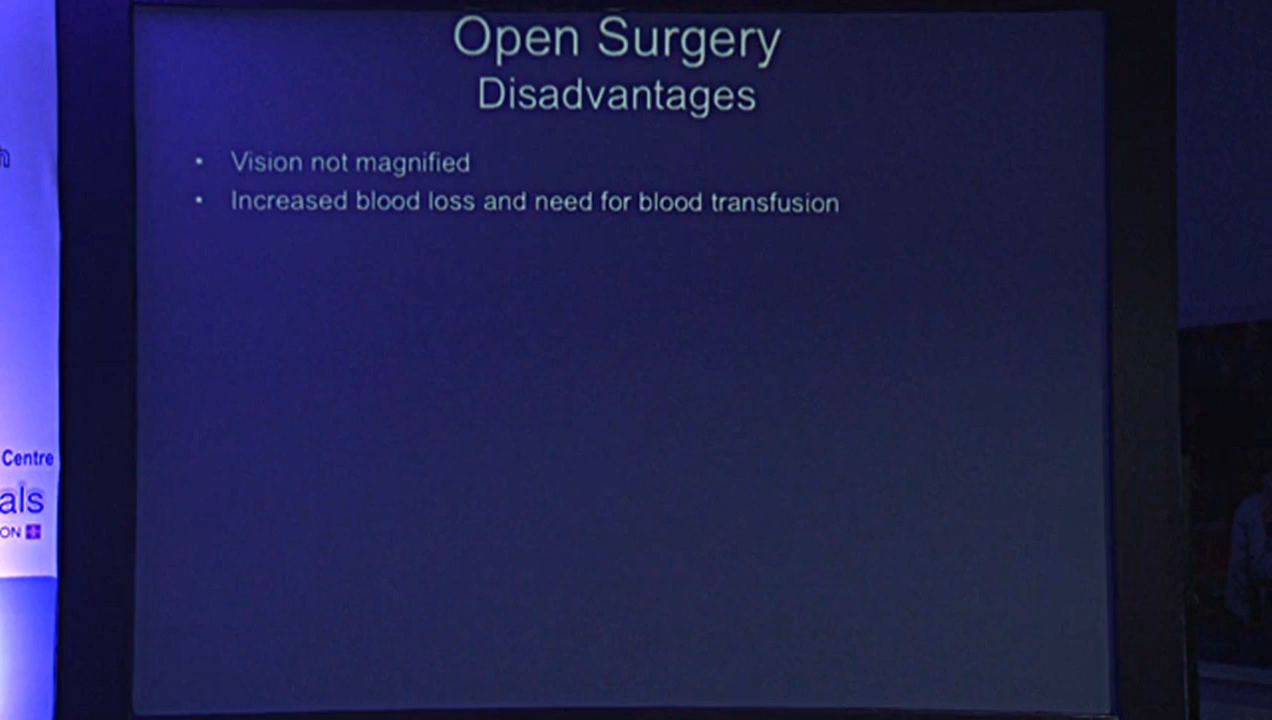 Open Surgery
Disadvantages
• Vision not magnified
• Increased blood loss and need for blood transfusion
Centre
als
ON